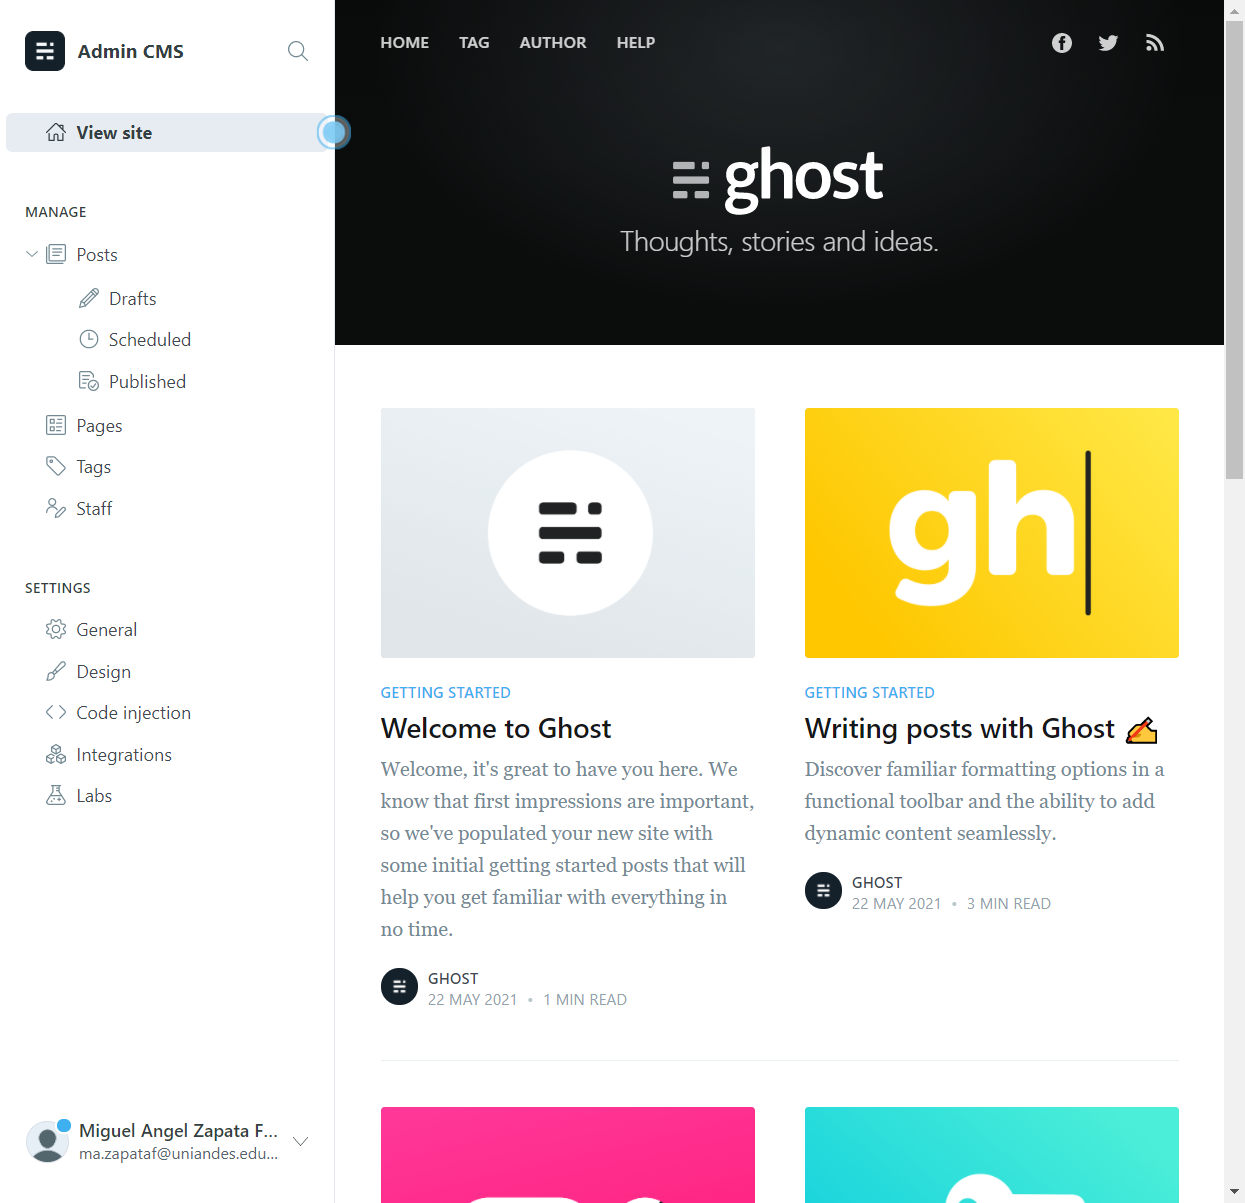 Admin CMS
View site
MANAGE
Posts
Drafts
Scheduled
Published
Pages
Tags
Staff
SETTINGS
General
Design
Code injection
Integrations
Labs
Miguel Angel Zapata F...
ma.zapataf@uniandes.edu...
HOME TAG AUTHOR HELP
ghost
Thoughts, stories and ideas.
GETTING STARTED
Welcome to Ghost
Welcome, it's great to have you here. We
know that first impressions are important,
so we've populated your new site with
some initial getting started posts that will
help you get familiar with everything in
no time.
GHOST
22 MAY 2021 • 1 MIN READ
gh
GETTING STARTED
Writing posts with Ghost ✍️
Discover familiar formatting options in a
functional toolbar and the ability to add
dynamic content seamlessly.
GHOST
22 MAY 2021 • 3 MIN READ